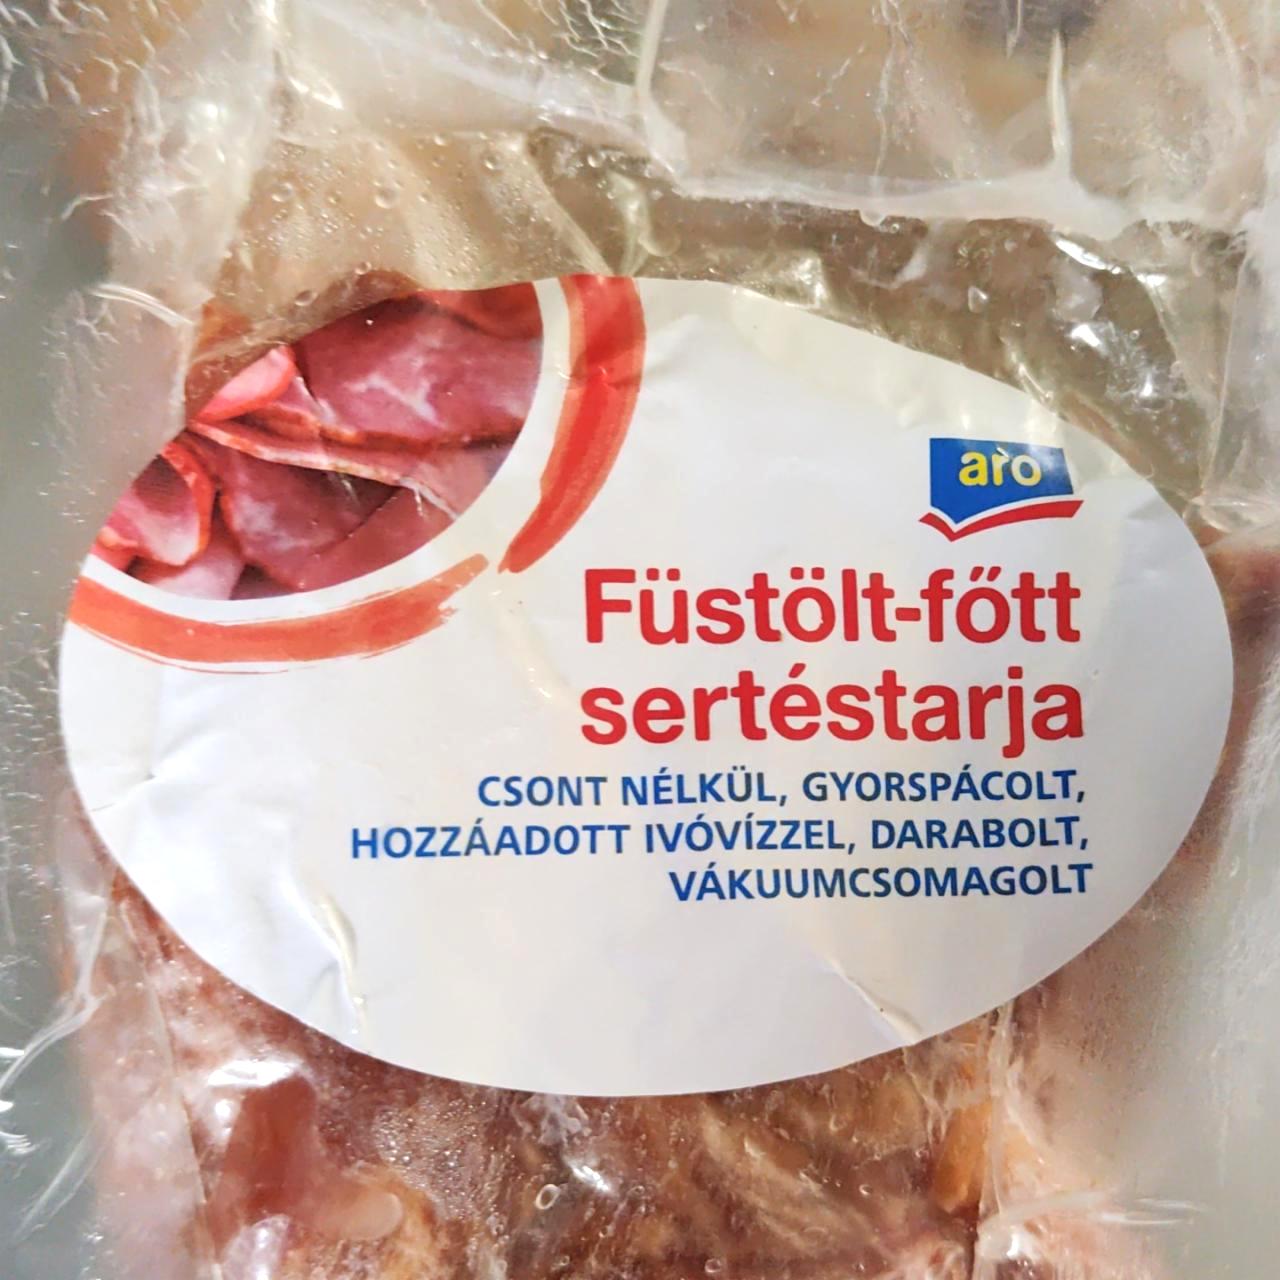 aro
Füstölt-főtt
sertéstarja
CSONT NÉLKÜL, GYORSPÁCOLT,
HOZZÁADOTT IVÓVÍZZEL, DARABOLT,
VÁKUUMCSOMAGOLT